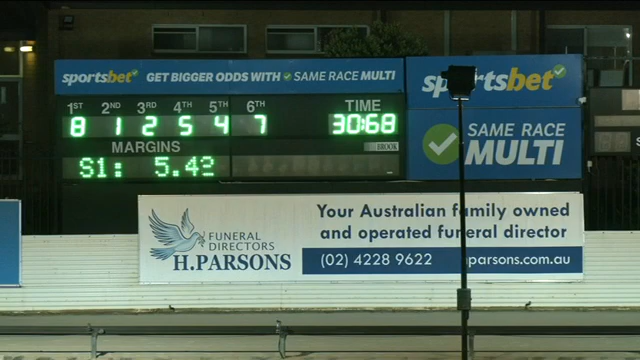 sportsbet GET BIGGER ODDS WITH SAME RACE MULTI
sportsbet
1ST 2ND 3RD 4TH 5TH 6TH TIME
8 1 2 5 4 7 30:68
MARGINS
BROOK
S1: 5.42
SAME RACE
MULTI
FUNERAL
DIRECTORS
H.PARSONS
Your Australian family owned
and operated funeral director
(02) 4228 9622 hparsons.com.au